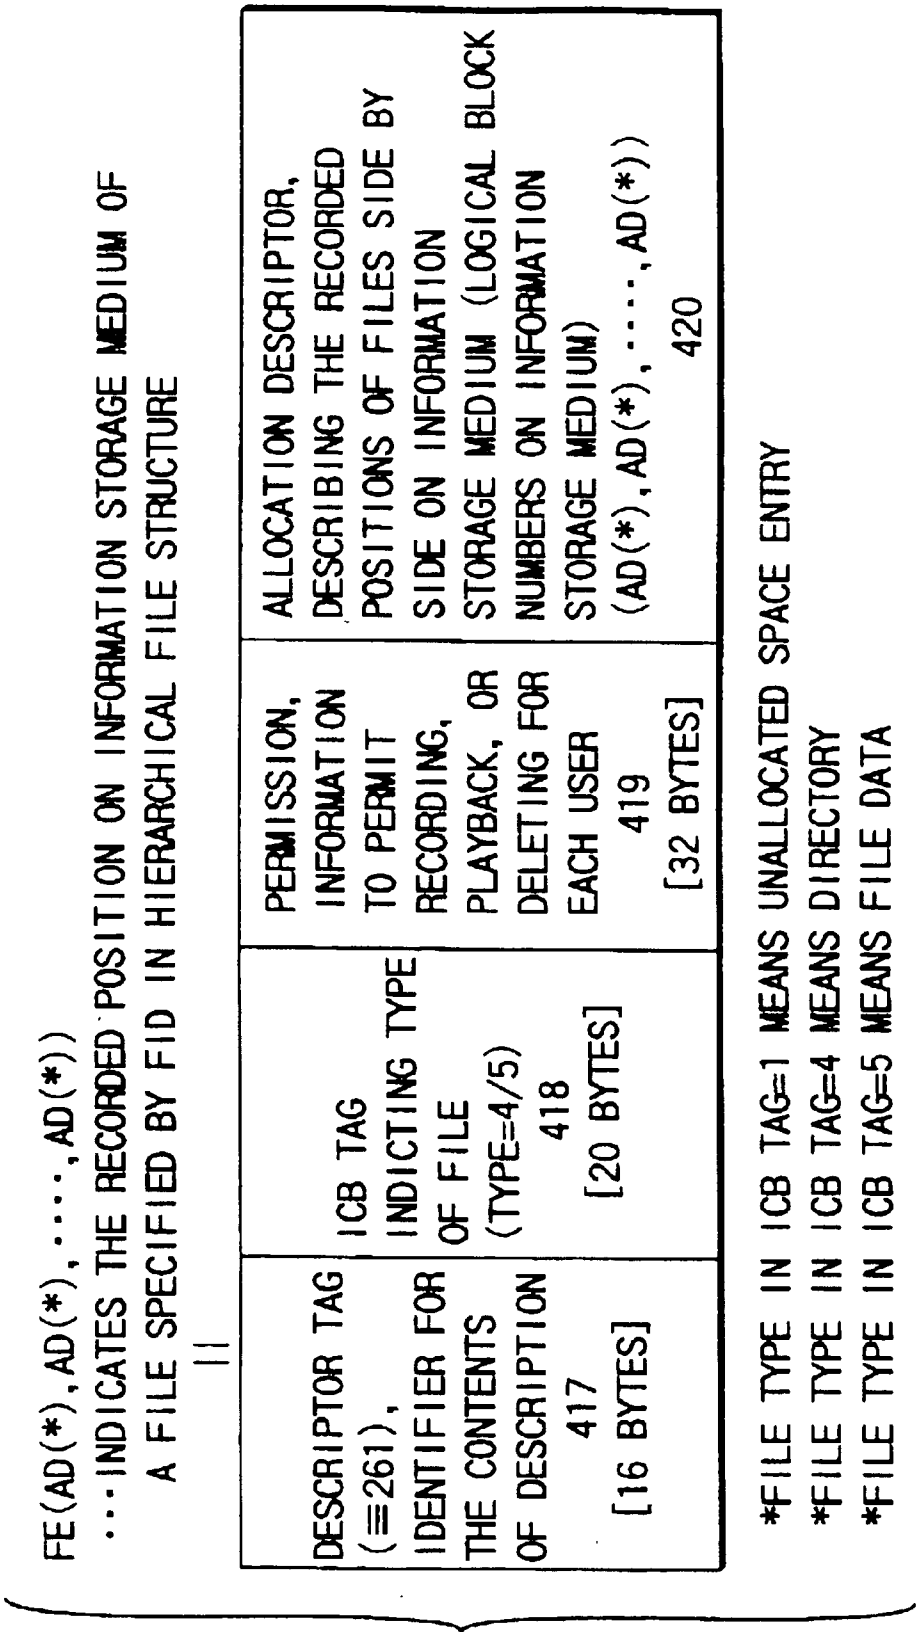 FE(AD(*),AD(*),····,AD(*))
···INDICATES THE RECORDED POSITION ON INFORMATION STORAGE MEDIUM OF
A FILE SPECIFIED BY FID IN HIERARCHICAL FILE STRUCTURE
||
DESCRIPTOR TAG
(≡261),
IDENTIFIER FOR
THE CONTENTS
OF DESCRIPTION
417
[16 BYTES]
ICB TAG
INDICTING TYPE
OF FILE
(TYPE=4/5)
418
[20 BYTES]
PERMISSION,
INFORMATION
TO PERMIT
RECORDING,
PLAYBACK, OR
DELETING FOR
EACH USER
419
[32 BYTES]
ALLOCATION DESCRIPTOR,
DESCRIBING THE RECORDED
POSITIONS OF FILES SIDE BY
SIDE ON INFORMATION
STORAGE MEDIUM (LOGICAL BLOCK
NUMBERS ON INFORMATION
STORAGE MEDIUM)
(AD(*),AD(*),····,AD(*))
420
*FILE TYPE IN ICB TAG=1 MEANS UNALLOCATED SPACE ENTRY
*FILE TYPE IN ICB TAG=4 MEANS DIRECTORY
*FILE TYPE IN ICB TAG=5 MEANS FILE DATA